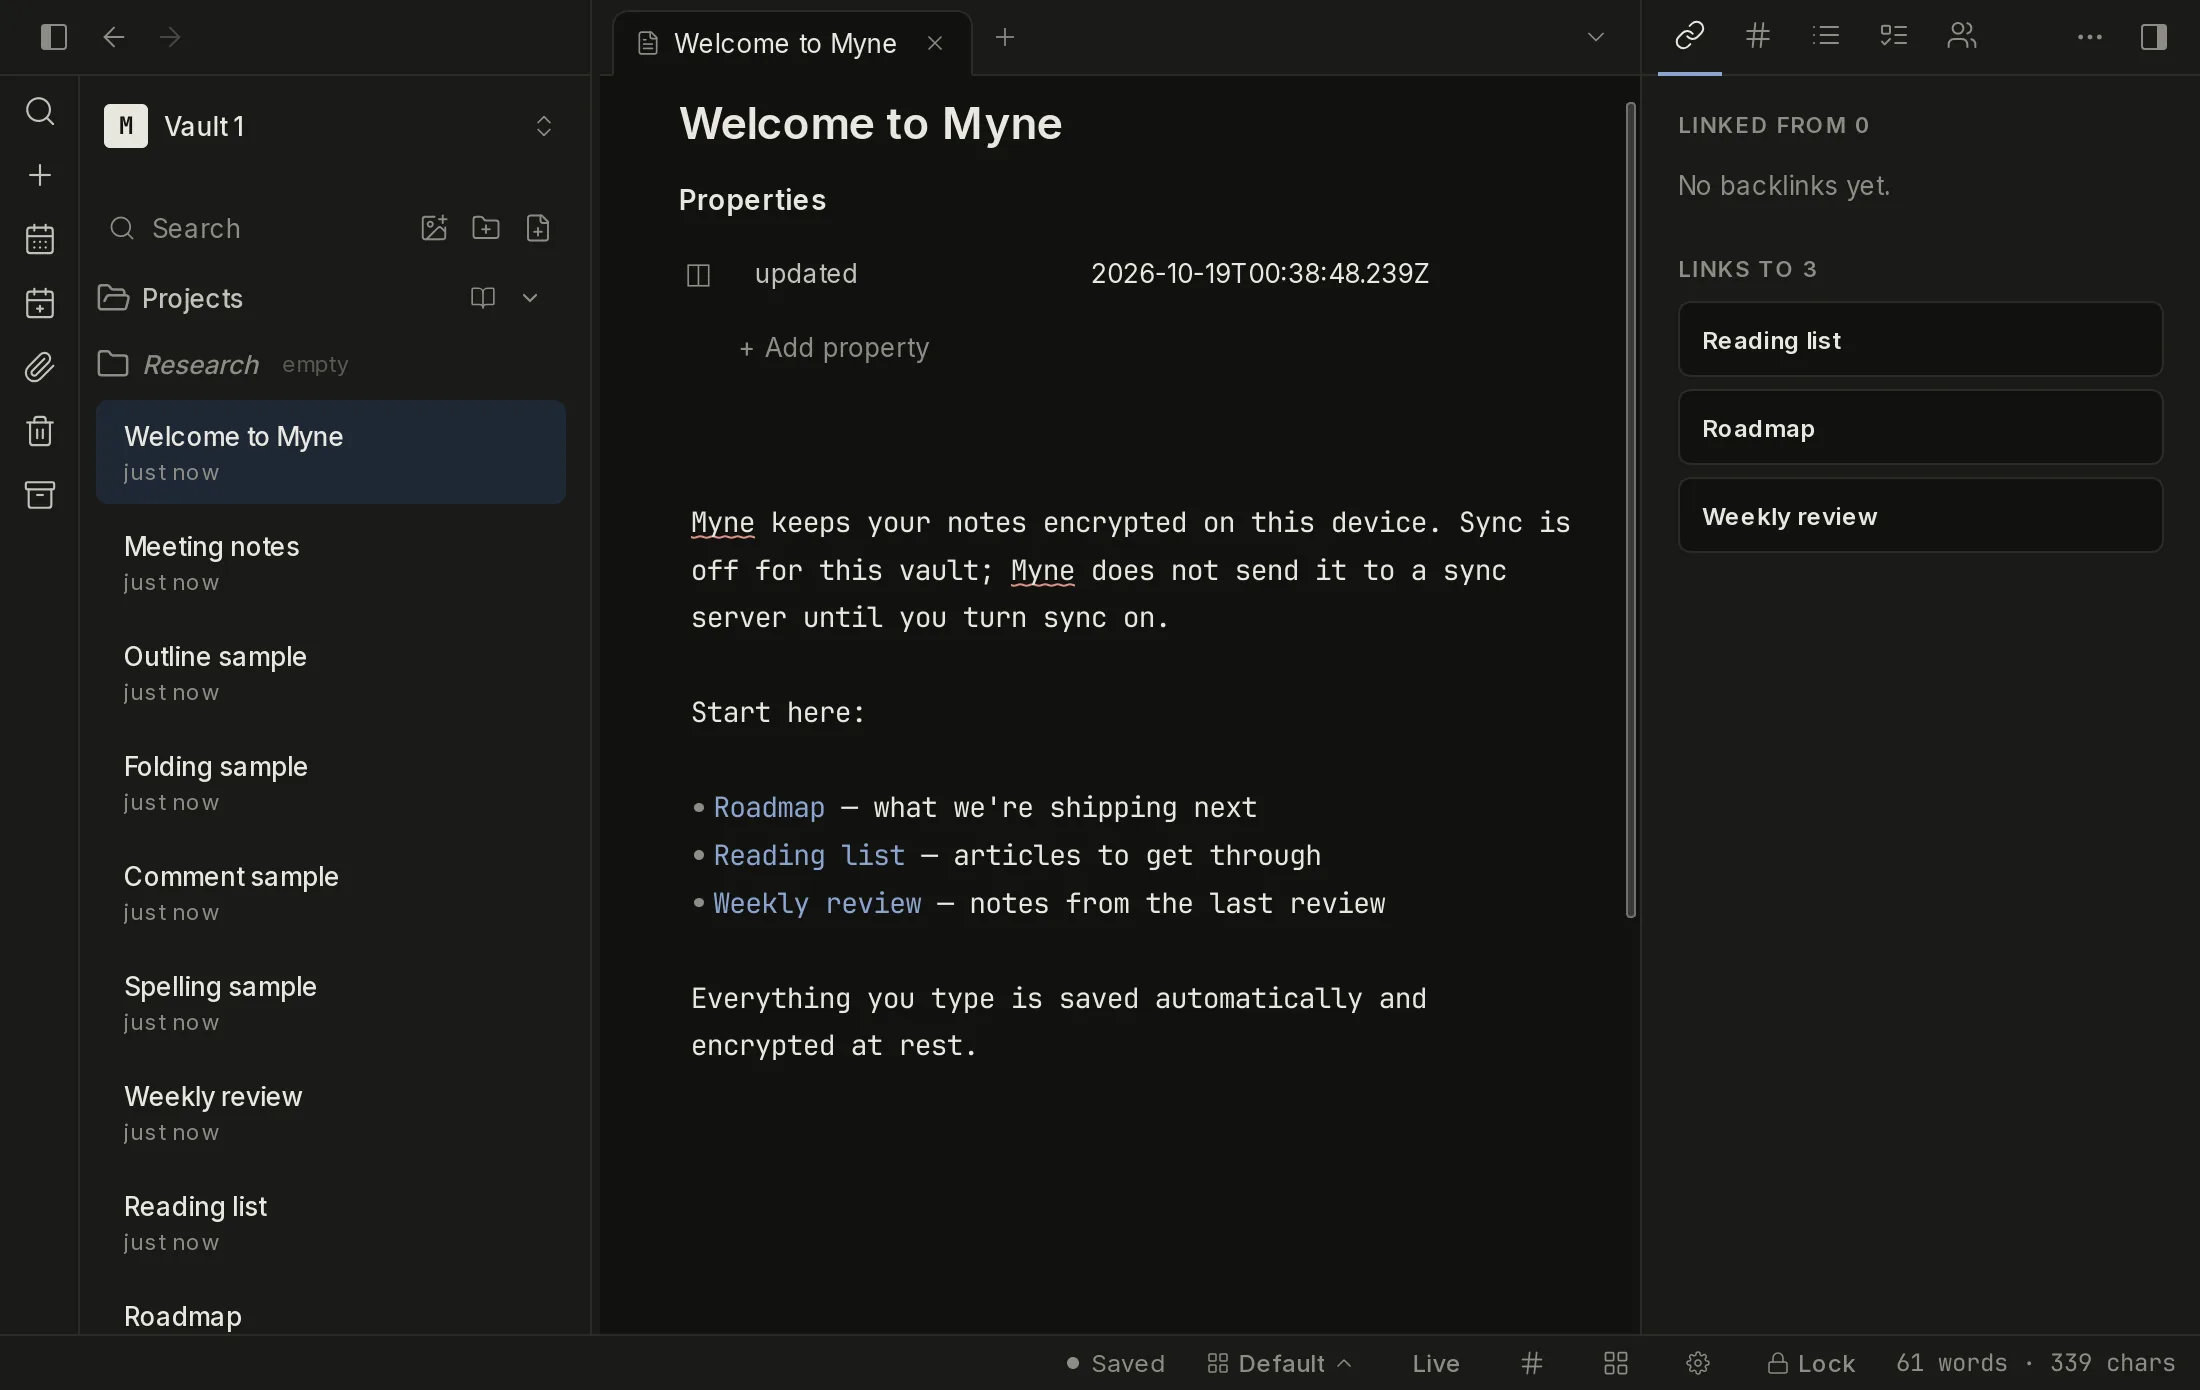 Welcome to Myne
M Vault 1
Search
Projects
Research empty
Welcome to Myne
just now
Meeting notes
just now
Outline sample
just now
Folding sample
just now
Comment sample
just now
Spelling sample
just now
Weekly review
just now
Reading list
just now
Roadmap
Welcome to Myne
Properties
updated 2026-10-19T00:38:48.239Z
+ Add property
Myne keeps your notes encrypted on this device. Sync is
off for this vault; Myne does not send it to a sync
server until you turn sync on.
Start here:
• Roadmap — what we're shipping next
• Reading list — articles to get through
• Weekly review — notes from the last review
Everything you type is saved automatically and
encrypted at rest.
LINKED FROM 0
No backlinks yet.
LINKS TO 3
Reading list
Roadmap
Weekly review
Saved Default Live Lock 61 words · 339 chars